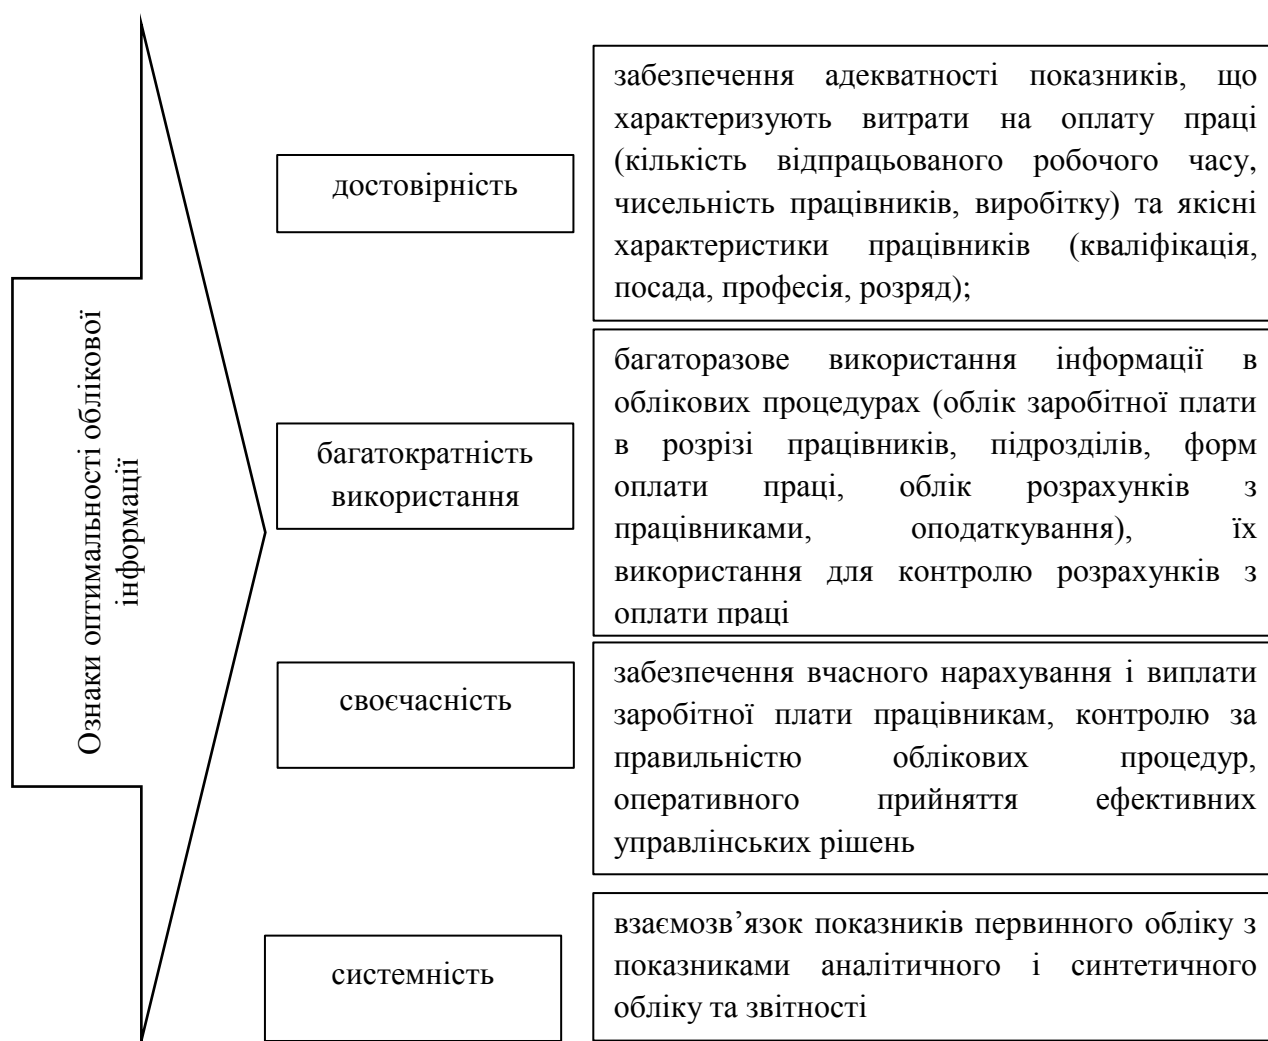 Ознаки оптимальності облікової
інформації
достовірність
забезпечення адекватності показників, що
характеризують витрати на оплату праці
(кількість відпрацьованого робочого часу,
чисельність працівників, виробітку) та якісні
характеристики працівників (кваліфікація,
посада, професія, розряд);
багатократність
використання
багаторазове використання інформації в
облікових процедурах (облік заробітної плати
в розрізі працівників, підрозділів, форм
оплати праці, облік розрахунків з
працівниками, оподаткування), їх
використання для контролю розрахунків з
оплати праці
своєчасність
забезпечення вчасного нарахування і виплати
заробітної плати працівникам, контролю за
правильністю облікових процедур,
оперативного прийняття ефективних
управлінських рішень
системність
взаємозв’язок показників первинного обліку з
показниками аналітичного і синтетичного
обліку та звітності